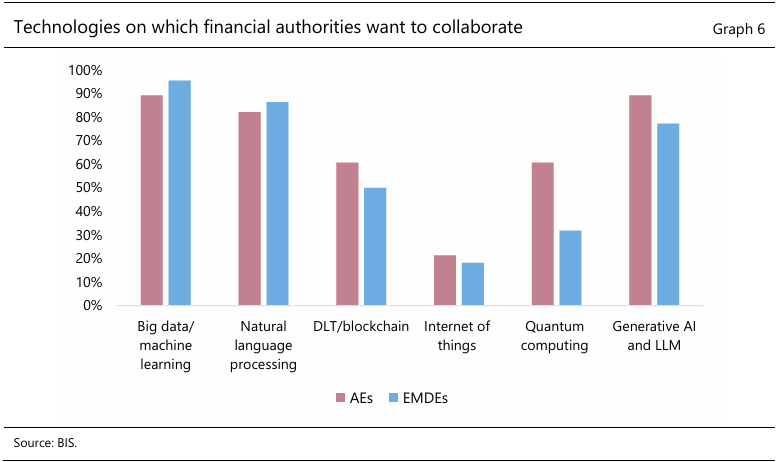 Technologies on which financial authorities want to collaborate
Graph 6
100%
90%
80%
70%
60%
50%
40%
30%
20%
10%
0%
Big data/
machine
learning
Natural
language
processing
DLT/blockchain
Internet of
things
Quantum
computing
Generative AI
and LLM
AEs
EMDEs
Source: BIS.